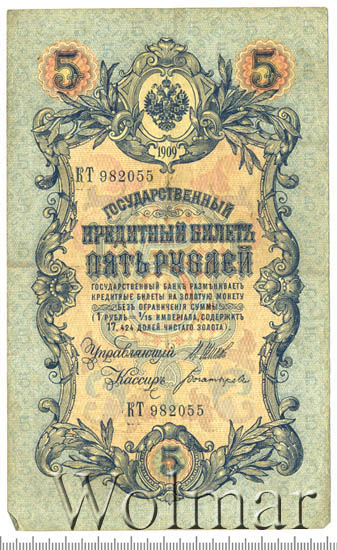 5 5
1909
КТ 982055
ГОСУДАРСТВЕННЫЙ
КРЕДИТНЫЙ БИЛЕТЪ
ПЯТЬ РУБЛЕЙ
ГОСУДАРСТВЕННЫЙ БАНКЪ РАЗМѢНИВАЕТЪ
КРЕДИТНЫЕ БИЛЕТЫ НА ЗОЛОТУЮ МОНЕТУ
БЕЗЪ ОГРАНИЧЕНІЯ СУММЫ
(1 РУБЛЬ = 1/15 ИМПЕРІАЛА, СОДЕРЖИТЪ
17,424 ДОЛЕЙ ЧИСТАГО ЗОЛОТА).
Управляющій
Кассиръ
КТ 982055
5
Wolmar